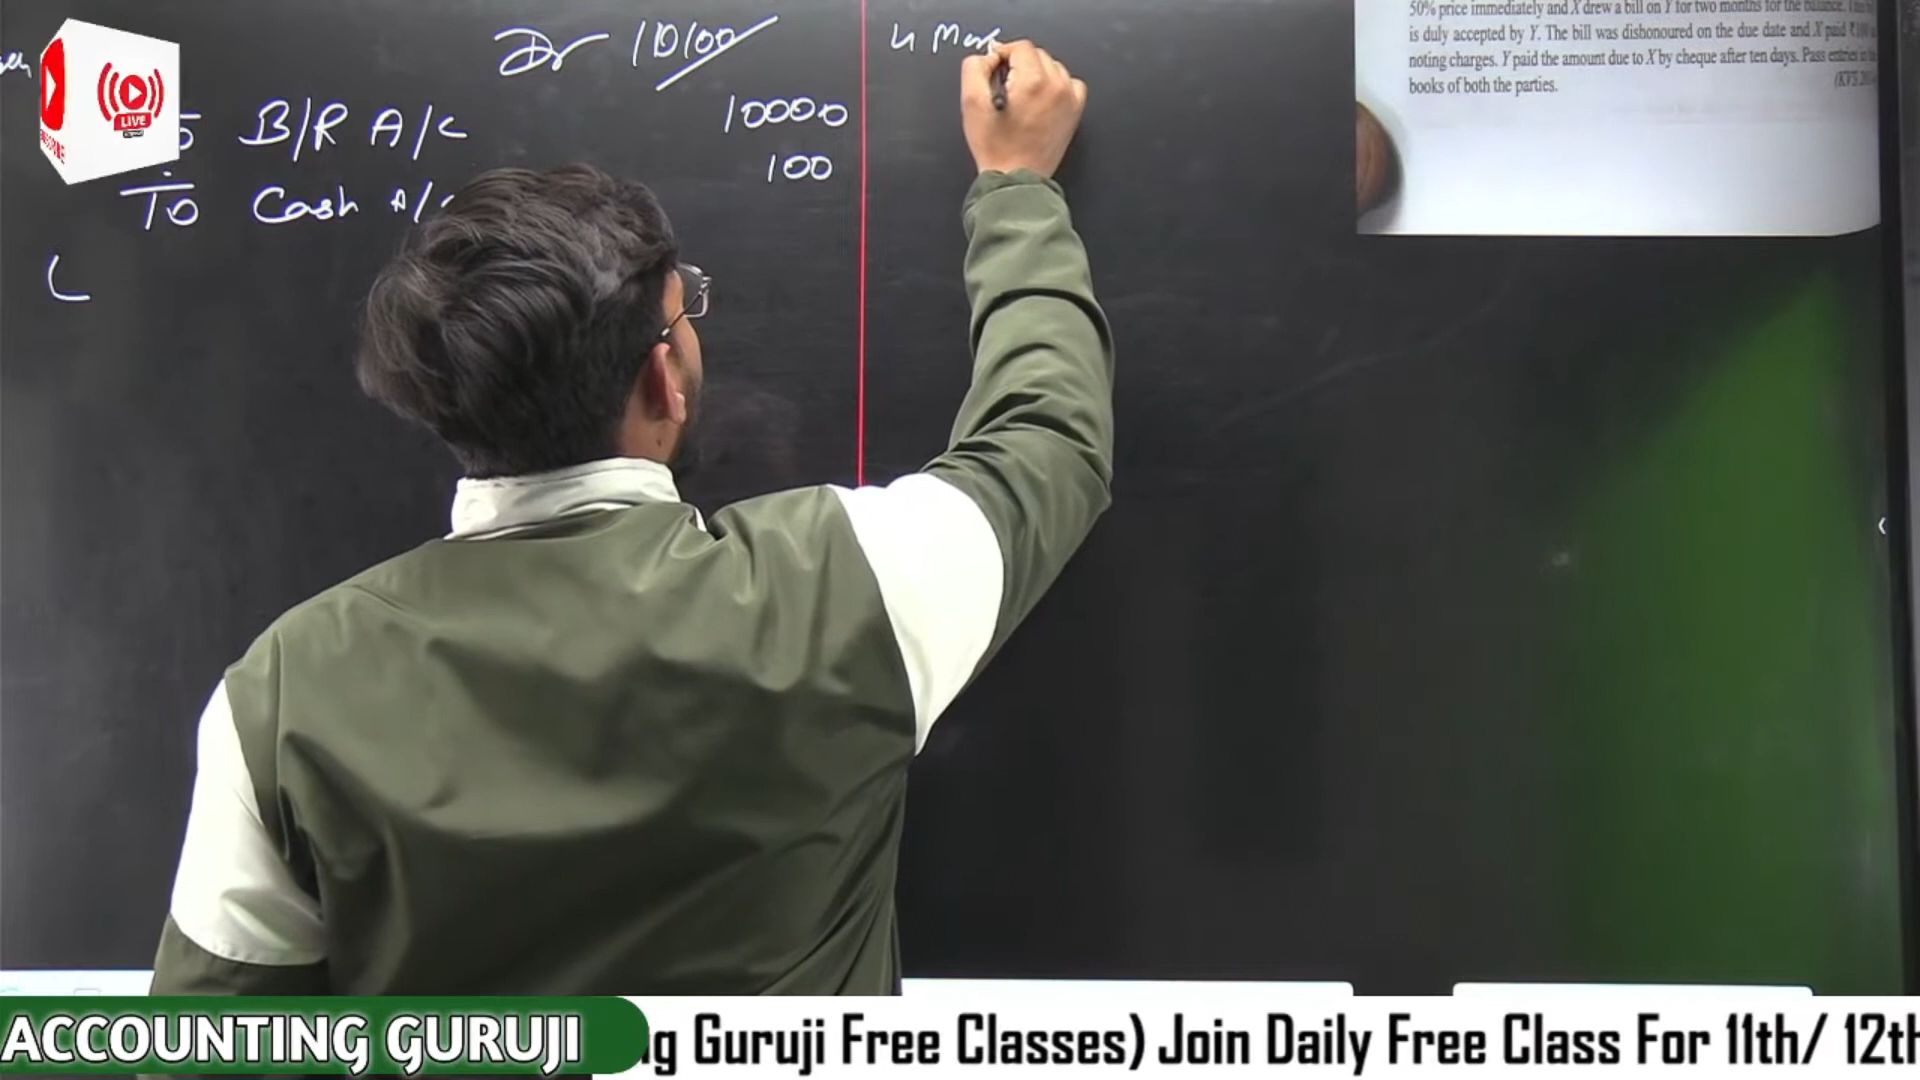 LIVE
Dr 10100
To B/R A/C 10000
To Cash A/c 100
4 Mar
50% price immediately and X drew a bill on Y for two months for the balance.
is duly accepted by Y. The bill was dishonoured on the due date and X paid
noting charges. Y paid the amount due to X by cheque after ten days. Pass entries in
books of both the parties.
(KVS
ACCOUNTING GURUJI
g Guruji Free Classes) Join Daily Free Class For 11th/ 12th